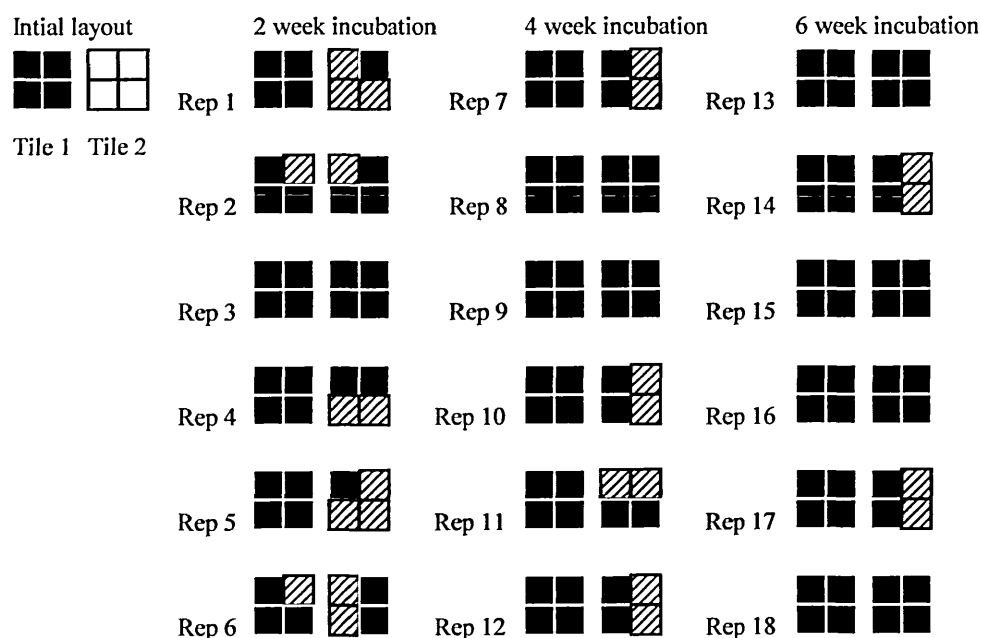 Intial layout 2 week incubation 4 week incubation 6 week incubation
Rep 1 Rep 7 Rep 13
Tile 1 Tile 2
Rep 2 Rep 8 Rep 14
Rep 3 Rep 9 Rep 15
Rep 4 Rep 10 Rep 16
Rep 5 Rep 11 Rep 17
Rep 6 Rep 12 Rep 18